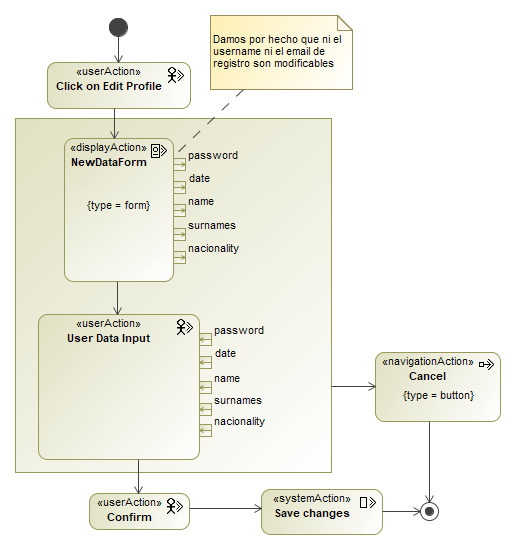 Damos por hecho que ni el
username ni el email de
registro son modificables
«userAction»
Click on Edit Profile
«displayAction»
NewDataForm
{type = form}
password
date
name
surnames
nacionality
«userAction»
User Data Input
password
date
name
surnames
nacionality
«navigationAction»
Cancel
{type = button}
«userAction»
Confirm
«systemAction»
Save changes